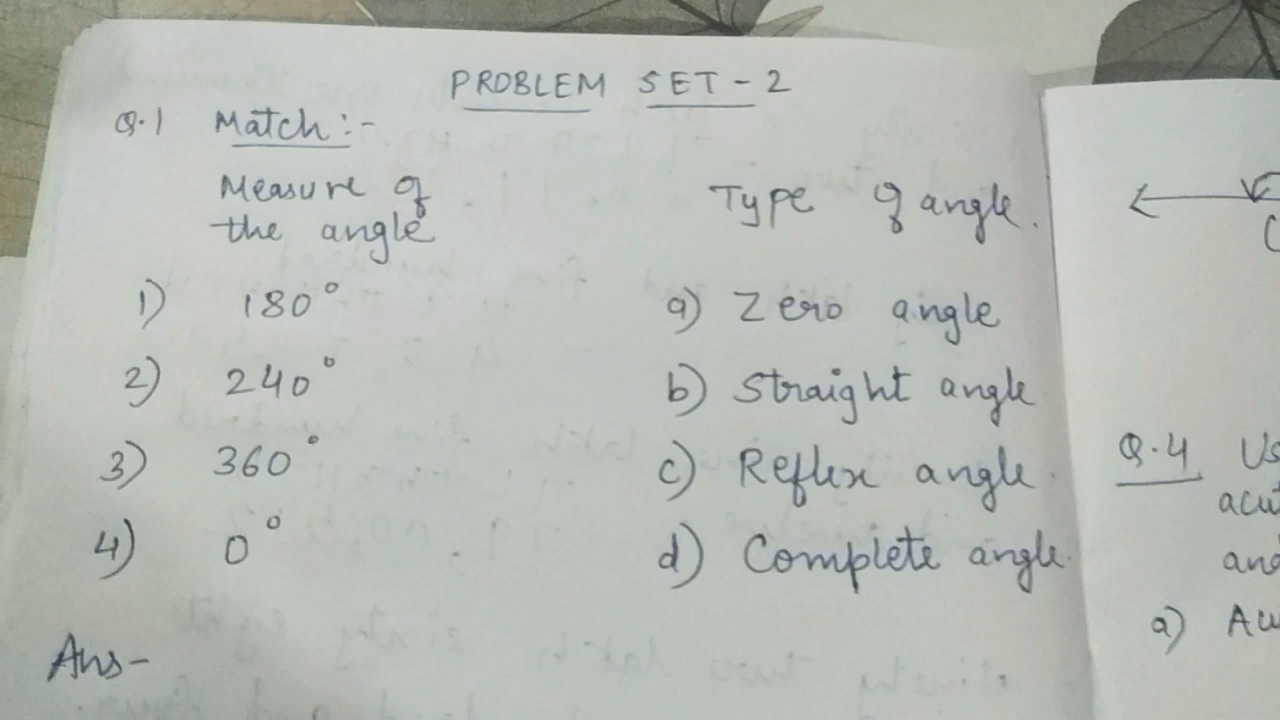 PROBLEM SET - 2
Q.1 Match :-
Measure of the angle
Type of angle.
1) 180° a) Zero angle
2) 240° b) Straight angle
3) 360° c) Reflex angle.
4) 0° d) Complete angle.
Ans-
Q.4
a)